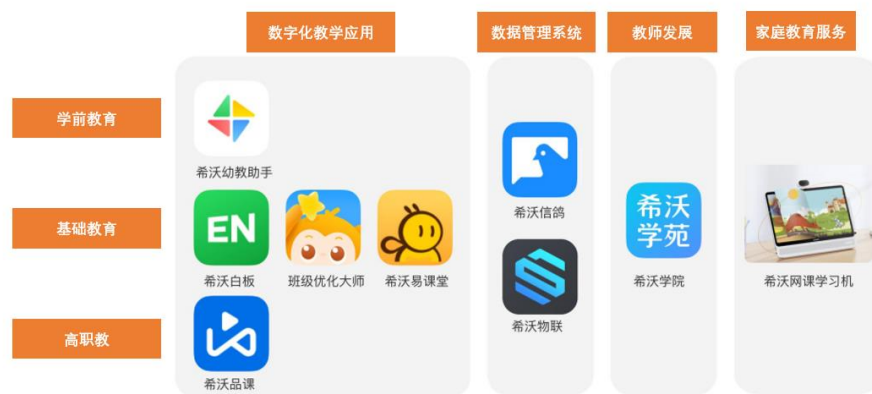 数字化教学应用
数据管理系统
教师发展
家庭教育服务
学前教育
希沃幼教助手
基础教育
EN
希沃白板
班级优化大师
希沃易课堂
希沃信鸽
希沃
学苑
希沃学院
希沃网课学习机
希沃物联
高职教
希沃品课